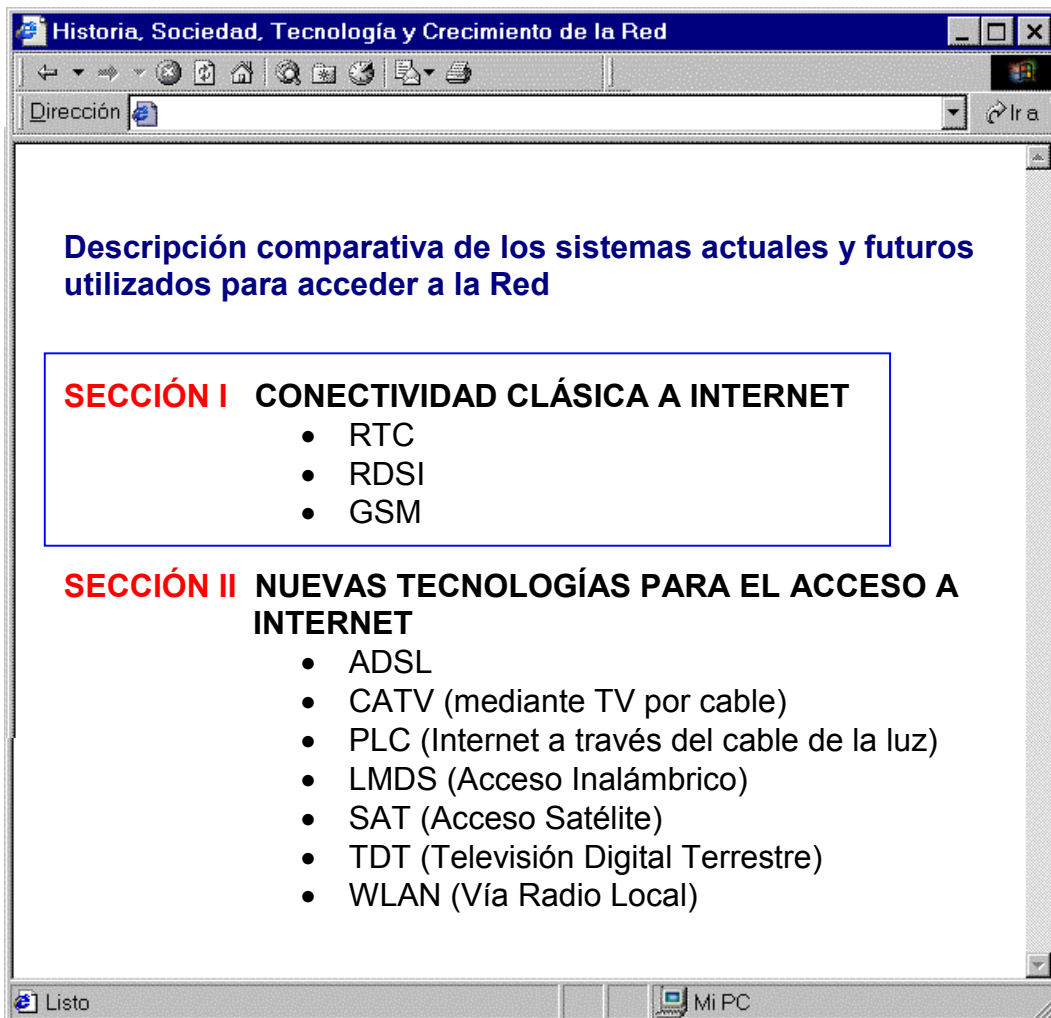 Historia, Sociedad, Tecnología y Crecimiento de la Red
Dirección
Ir a
Descripción comparativa de los sistemas actuales y futuros
utilizados para acceder a la Red
SECCIÓN I CONECTIVIDAD CLÁSICA A INTERNET
• RTC
• RDSI
• GSM
SECCIÓN II NUEVAS TECNOLOGÍAS PARA EL ACCESO A
INTERNET
• ADSL
• CATV (mediante TV por cable)
• PLC (Internet a través del cable de la luz)
• LMDS (Acceso Inalámbrico)
• SAT (Acceso Satélite)
• TDT (Televisión Digital Terrestre)
• WLAN (Vía Radio Local)
Listo
Mi PC